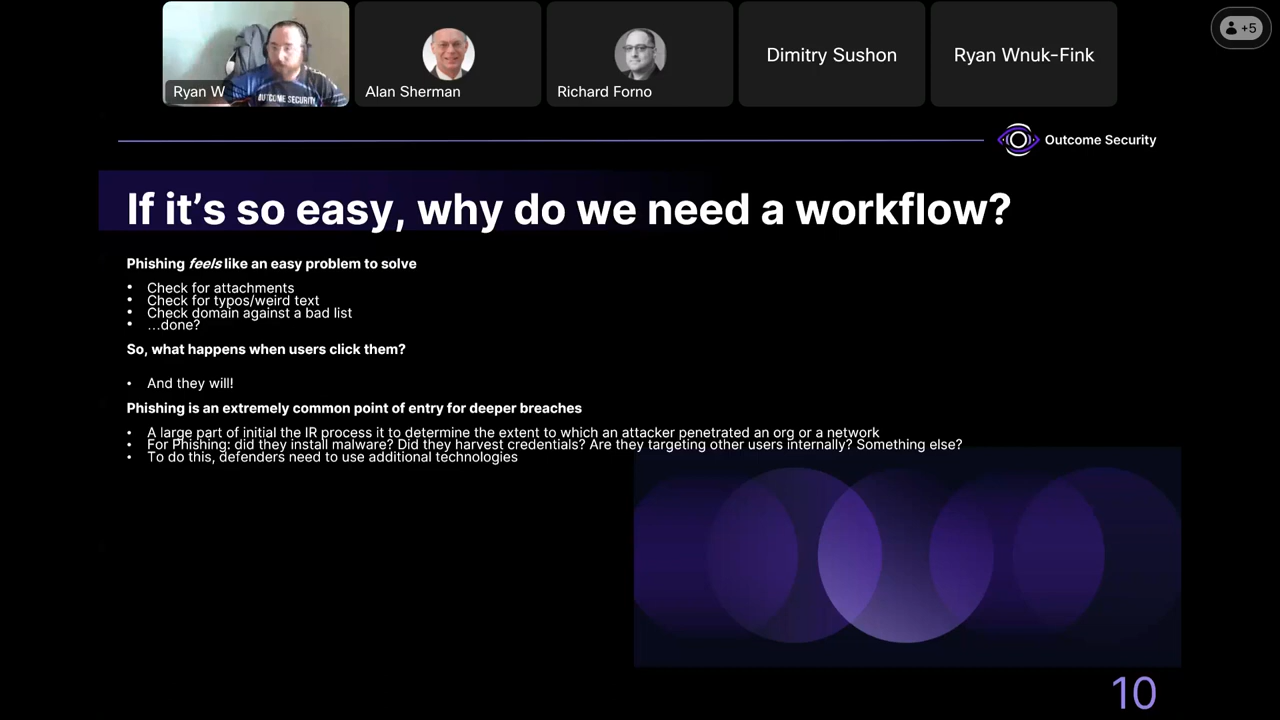 Ryan W
OUTCOME SECURITY
Alan Sherman
Richard Forno
Dimitry Sushon
Ryan Wnuk-Fink
+5
Outcome Security
If it’s so easy, why do we need a workflow?
Phishing feels like an easy problem to solve
• Check for attachments
• Check for typos/weird text
• Check domain against a bad list
• …done?
So, what happens when users click them?
• And they will!
Phishing is an extremely common point of entry for deeper breaches
• A large part of initial the IR process it to determine the extent to which an attacker penetrated an org or a network
• For Phishing: did they install malware? Did they harvest credentials? Are they targeting other users internally? Something else?
• To do this, defenders need to use additional technologies
10